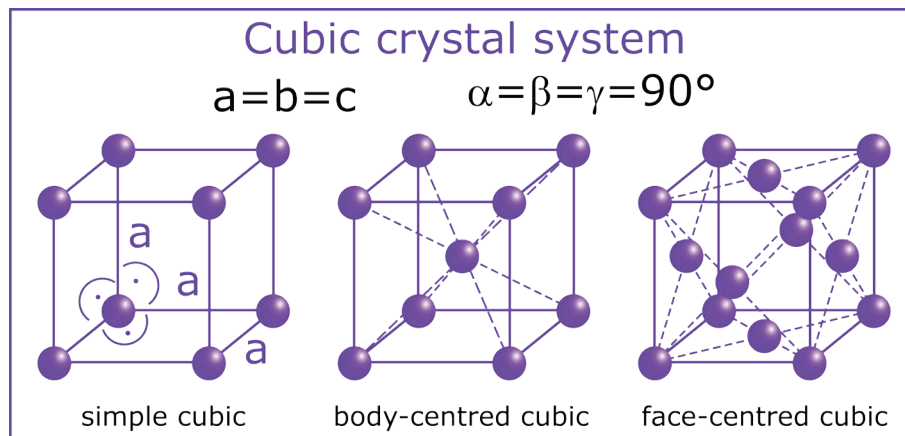 Cubic crystal system
a=b=c α=β=γ=90°
a
a
a
simple cubic body-centred cubic face-centred cubic